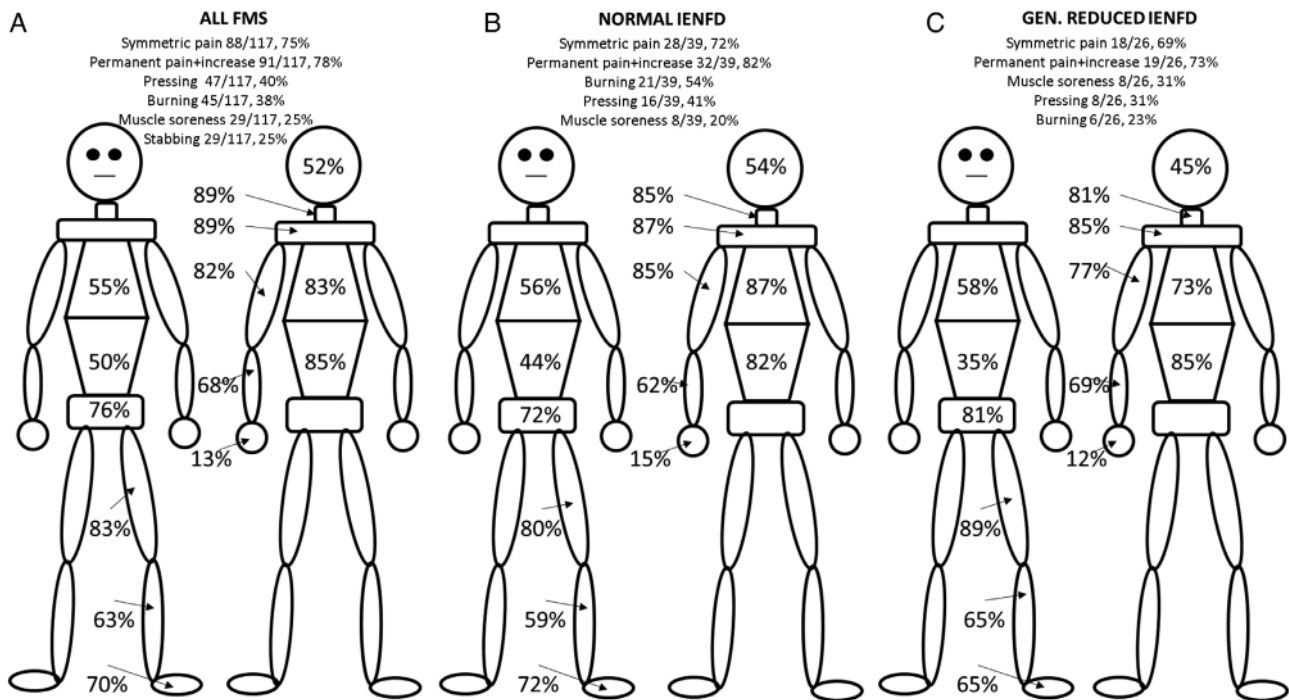 A
ALL FMS
Symmetric pain 88/117, 75%
Permanent pain+increase 91/117, 78%
Pressing 47/117, 40%
Burning 45/117, 38%
Muscle soreness 29/117, 25%
Stabbing 29/117, 25%
52%
89%
89%
82%
55%
83%
50%
85%
68%
76%
13%
83%
63%
70%
B
NORMAL IENFD
Symmetric pain 28/39, 72%
Permanent pain+increase 32/39, 82%
Burning 21/39, 54%
Pressing 16/39, 41%
Muscle soreness 8/39, 20%
54%
85%
87%
85%
56%
87%
44%
82%
62%
72%
15%
80%
59%
72%
C
GEN. REDUCED IENFD
Symmetric pain 18/26, 69%
Permanent pain+increase 19/26, 73%
Muscle soreness 8/26, 31%
Pressing 8/26, 31%
Burning 6/26, 23%
45%
81%
85%
77%
58%
73%
35%
85%
69%
81%
12%
89%
65%
65%